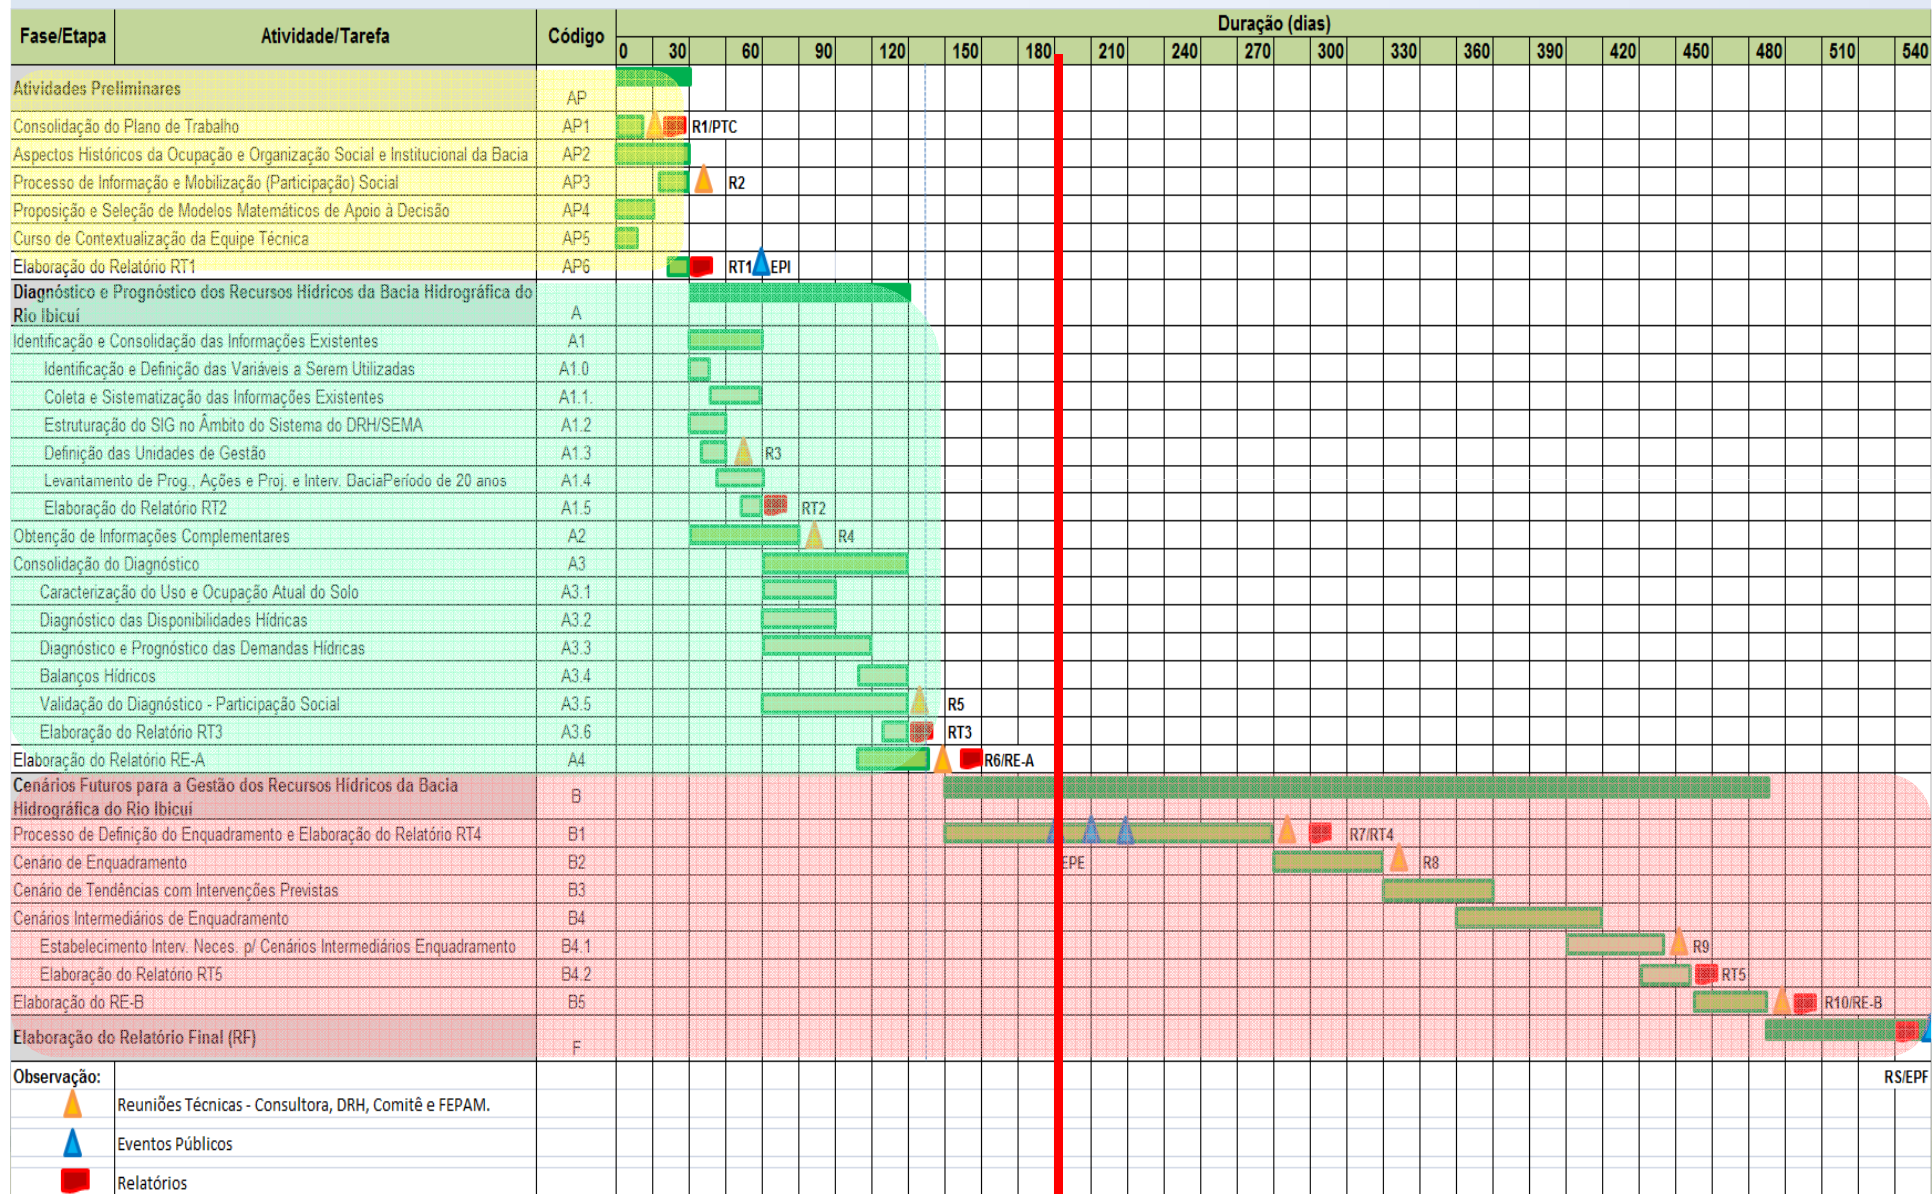 Fase/Etapa Atividade/Tarefa Código Duração (dias)
0 30 60 90 120 150 180 210 240 270 300 330 360 390 420 450 480 510 540
Atividades Preliminares AP
Consolidação do Plano de Trabalho AP1 R1/PTC
Aspectos Históricos da Ocupação e Organização Social e Institucional da Bacia AP2
Processo de Informação e Mobilização (Participação) Social AP3 R2
Proposição e Seleção de Modelos Matemáticos de Apoio à Decisão AP4
Curso de Contextualização da Equipe Técnica AP5
Elaboração do Relatório RT1 AP6 RT1 EPI
Diagnóstico e Prognóstico dos Recursos Hídricos da Bacia Hidrográfica do
Rio Ibicuí A
Identificação e Consolidação das Informações Existentes A1
Identificação e Definição das Variáveis a Serem Utilizadas A1.0
Coleta e Sistematização das Informações Existentes A1.1.
Estruturação do SIG no Âmbito do Sistema do DRH/SEMA A1.2
Definição das Unidades de Gestão A1.3 R3
Levantamento de Prog., Ações e Proj. e Interv. BaciaPeríodo de 20 anos A1.4
Elaboração do Relatório RT2 A1.5 RT2
Obtenção de Informações Complementares A2 R4
Consolidação do Diagnóstico A3
Caracterização do Uso e Ocupação Atual do Solo A3.1
Diagnóstico das Disponibilidades Hídricas A3.2
Diagnóstico e Prognóstico das Demandas Hídricas A3.3
Balanços Hídricos A3.4
Validação do Diagnóstico - Participação Social A3.5 R5
Elaboração do Relatório RT3 A3.6 RT3
Elaboração do Relatório RE-A A4 R6/RE-A
Cenários Futuros para a Gestão dos Recursos Hídricos da Bacia
Hidrográfica do Rio Ibicuí B
Processo de Definição do Enquadramento e Elaboração do Relatório RT4 B1 R7/RT4
Cenário de Enquadramento B2 EPE R8
Cenário de Tendências com Intervenções Previstas B3
Cenários Intermediários de Enquadramento B4
Estabelecimento Interv. Neces. p/ Cenários Intermediários Enquadramento B4.1 R9
Elaboração do Relatório RT5 B4.2 RT5
Elaboração do RE-B B5 R10/RE-B
Elaboração do Relatório Final (RF) F
Observação: RS/EPF
Reuniões Técnicas - Consultora, DRH, Comitê e FEPAM.
Eventos Públicos
Relatórios